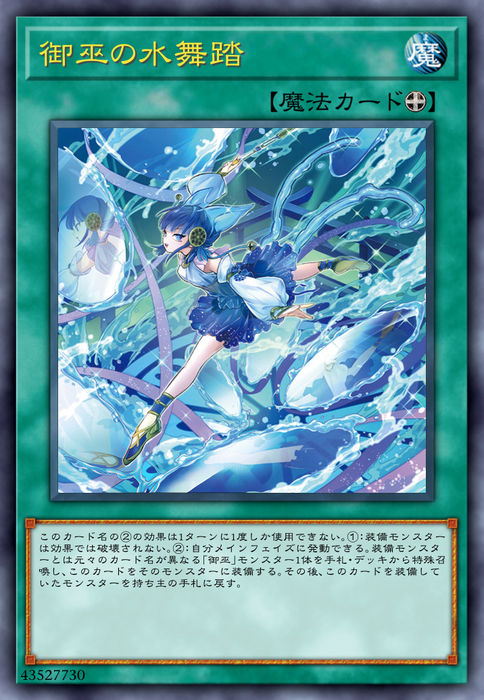 御巫の水舞踏
魔
【魔法カード】
このカード名の②の効果は1ターンに1度しか使用できない。①:装備モンスター
は効果では破壊されない。②:自分メインフェイズに発動できる。装備モンスタ
ーとは元々のカード名が異なる「御巫」モンスター1体を手札・デッキから特殊召
喚し、このカードをそのモンスターに装備する。その後、このカードを装備して
いたモンスターを持ち主の手札に戻す。
43527730